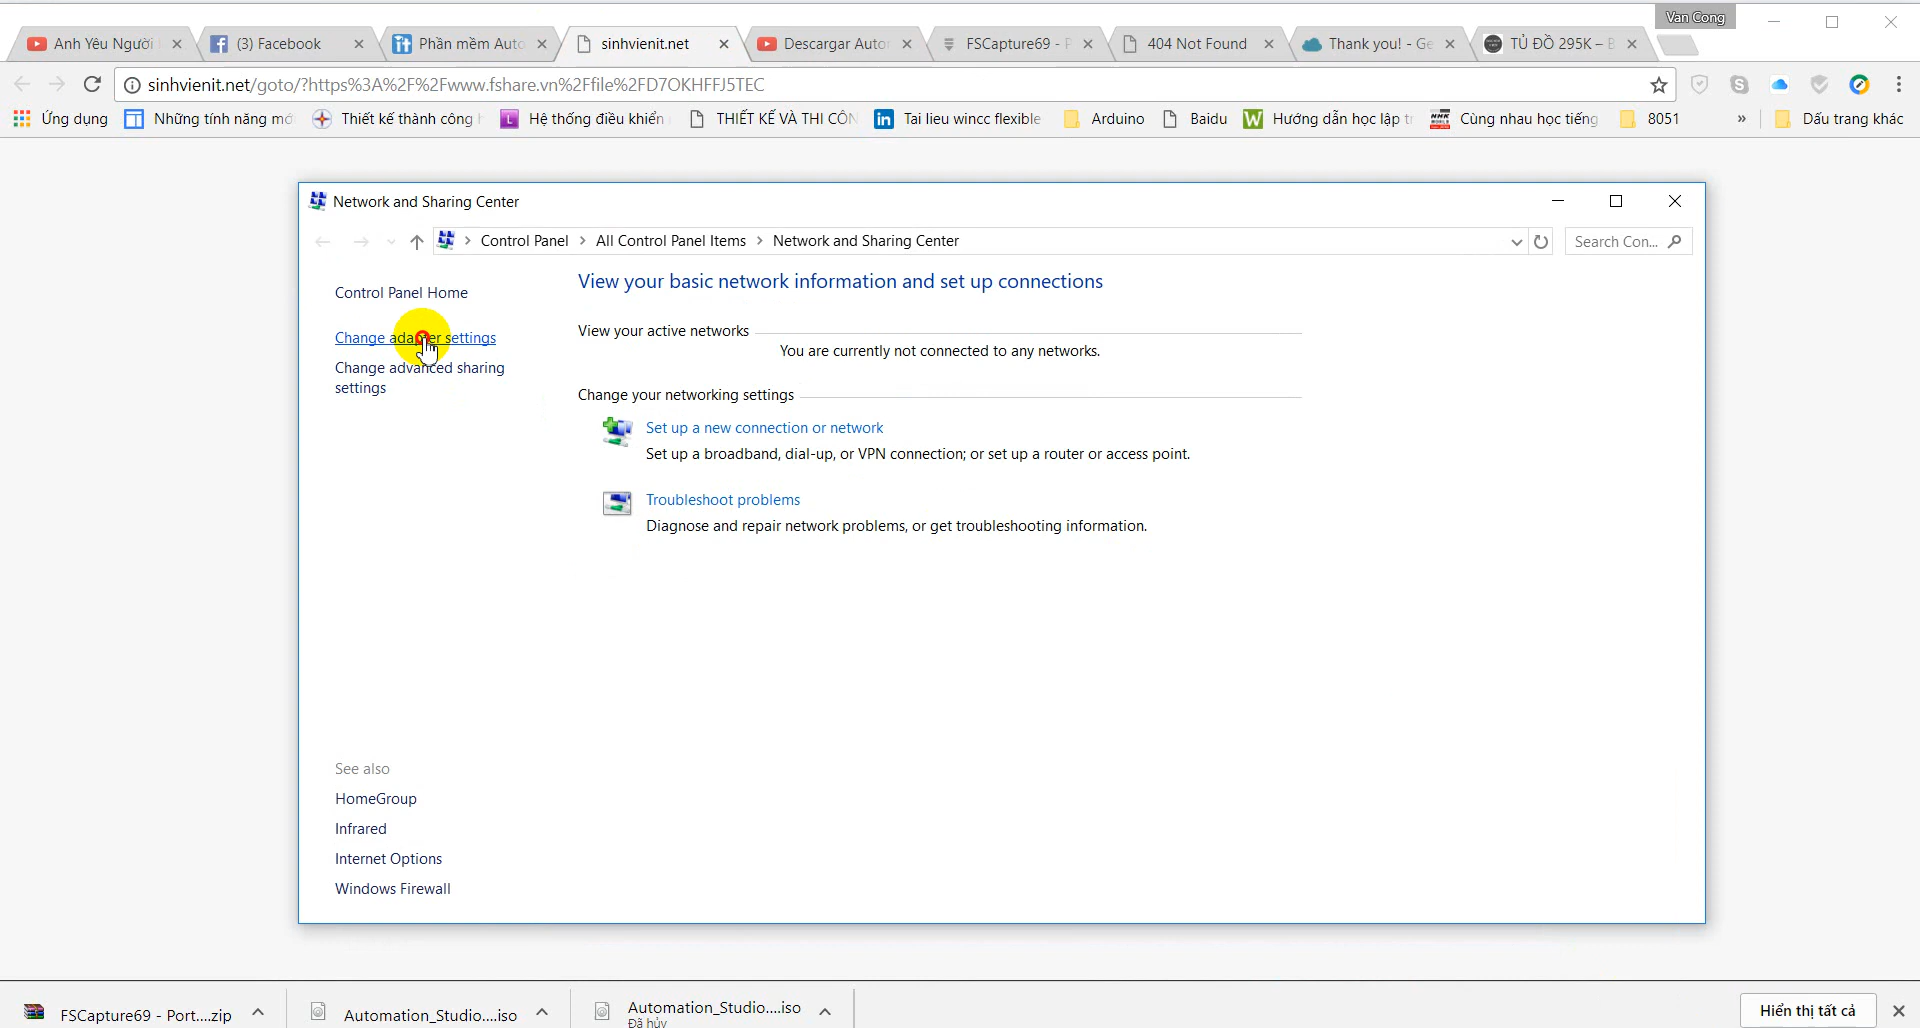 Van Cong
Anh Yêu Người
(3) Facebook
Phần mềm Auto
sinhvienit.net
Descargar Auto
FSCapture69 - P
404 Not Found
Thank you! - Ge
TỦ ĐỒ 295K – B
sinhvienit.net/goto/?https%3A%2F%2Fwww.fshare.vn%2Ffile%2FD7OKHFFJ5TEC
Ứng dụng
Những tính năng mớ
Thiết kế thành công
Hệ thống điều khiển
THIẾT KẾ VÀ THI CÔN
Tai lieu wincc flexible
Arduino
Baidu
Hướng dẫn học lập tr
Cùng nhau học tiếng
8051
»
Dấu trang khác
Network and Sharing Center
Control Panel > All Control Panel Items > Network and Sharing Center
Search Con...
Control Panel Home
Change adapter settings
Change advanced sharing
settings
View your basic network information and set up connections
View your active networks
You are currently not connected to any networks.
Change your networking settings
Set up a new connection or network
Set up a broadband, dial-up, or VPN connection; or set up a router or access point.
Troubleshoot problems
Diagnose and repair network problems, or get troubleshooting information.
See also
HomeGroup
Infrared
Internet Options
Windows Firewall
FSCapture69 - Port....zip
Automation_Studio....iso
Automation_Studio....iso
Đã hủy
Hiển thị tất cả